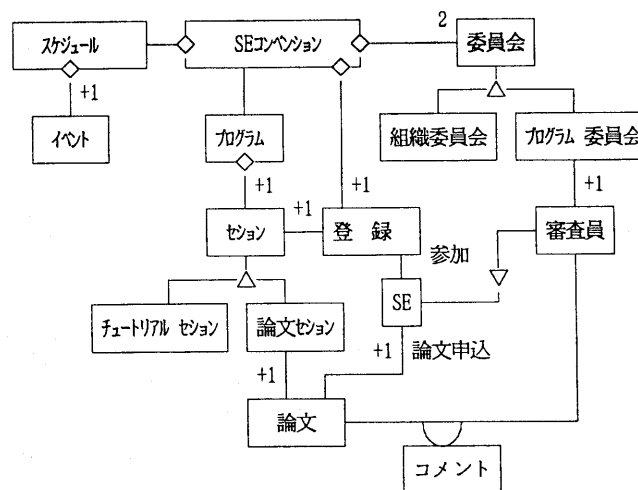 2
スケジュール
SEコンベンション
委員会
+1
イベント
プログラム
組織委員会
プログラム 委員会
+1
+1
+1
+1
セション
登 録
審査員
参加
SE
チュートリアル セション
論文セション
+1
論文申込
+1
論文
コメント